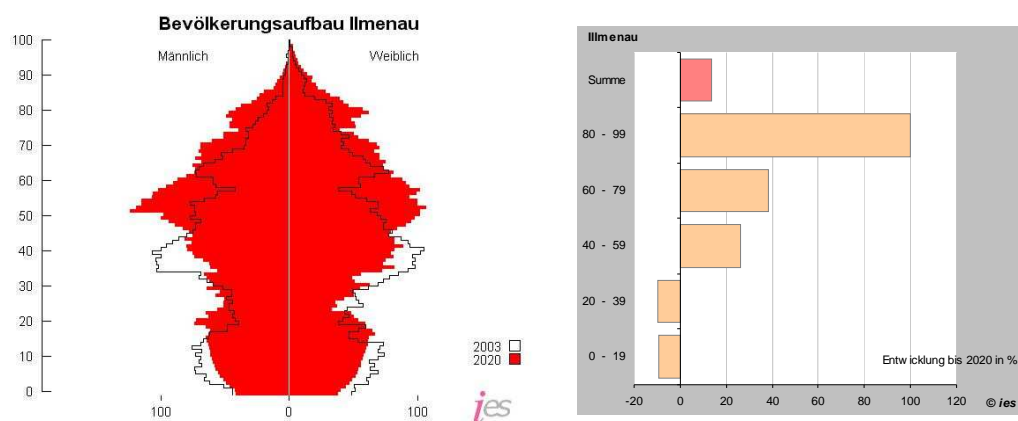 Bevölkerungsaufbau Ilmenau
Männlich
Weiblich
100
90
80
70
60
50
40
30
20
10
0
100 0 100
2003
2020
ies
Illmenau
Summe
80 - 99
60 - 79
40 - 59
20 - 39
0 - 19
Entwicklung bis 2020 in %
-20 0 20 40 60 80 100 120
© ies